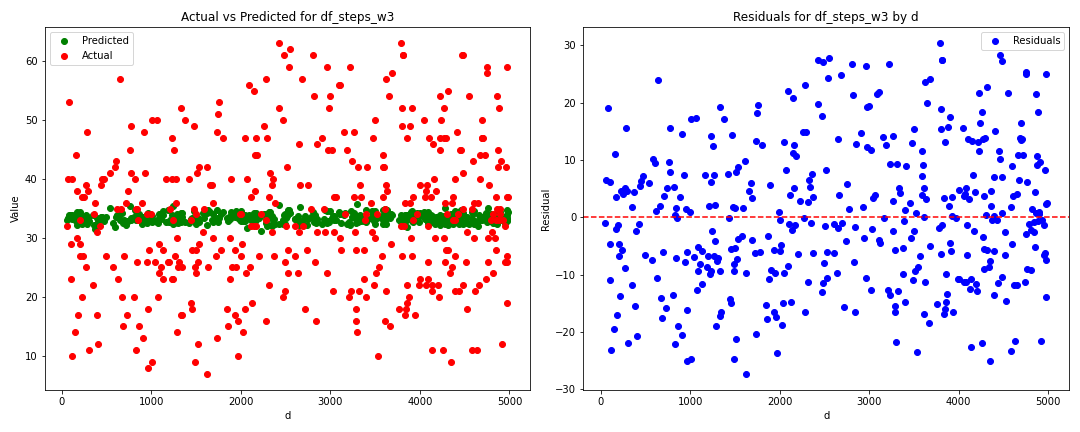 Actual vs Predicted for df_steps_w3
Predicted
Actual
Value
60
50
40
30
20
10
0
1000
2000
3000
4000
5000
d
Residuals for df_steps_w3 by d
Residuals
Residual
30
20
10
0
−10
−20
−30
0
1000
2000
3000
4000
5000
d